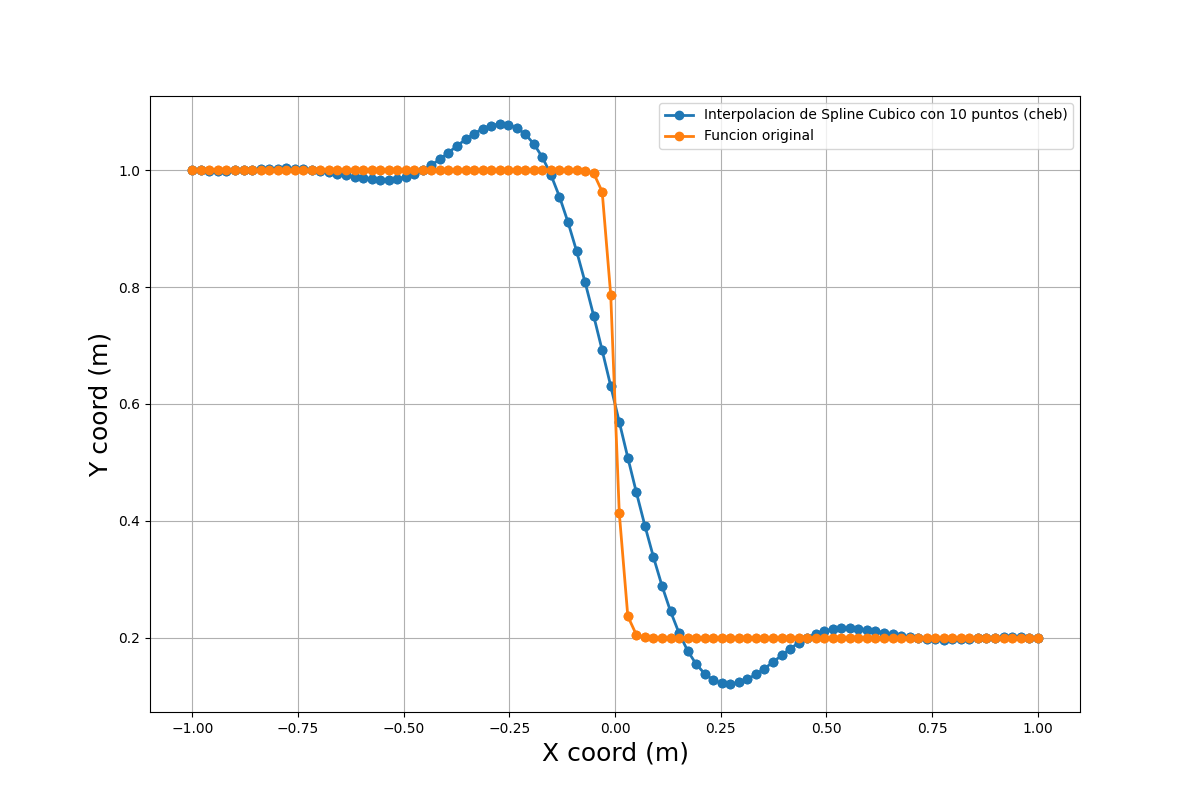 Interpolacion de Spline Cubico con 10 puntos (cheb)
Funcion original
1.0
0.8
0.6
0.4
0.2
Y coord (m)
−1.00 −0.75 −0.50 −0.25 0.00 0.25 0.50 0.75 1.00
X coord (m)